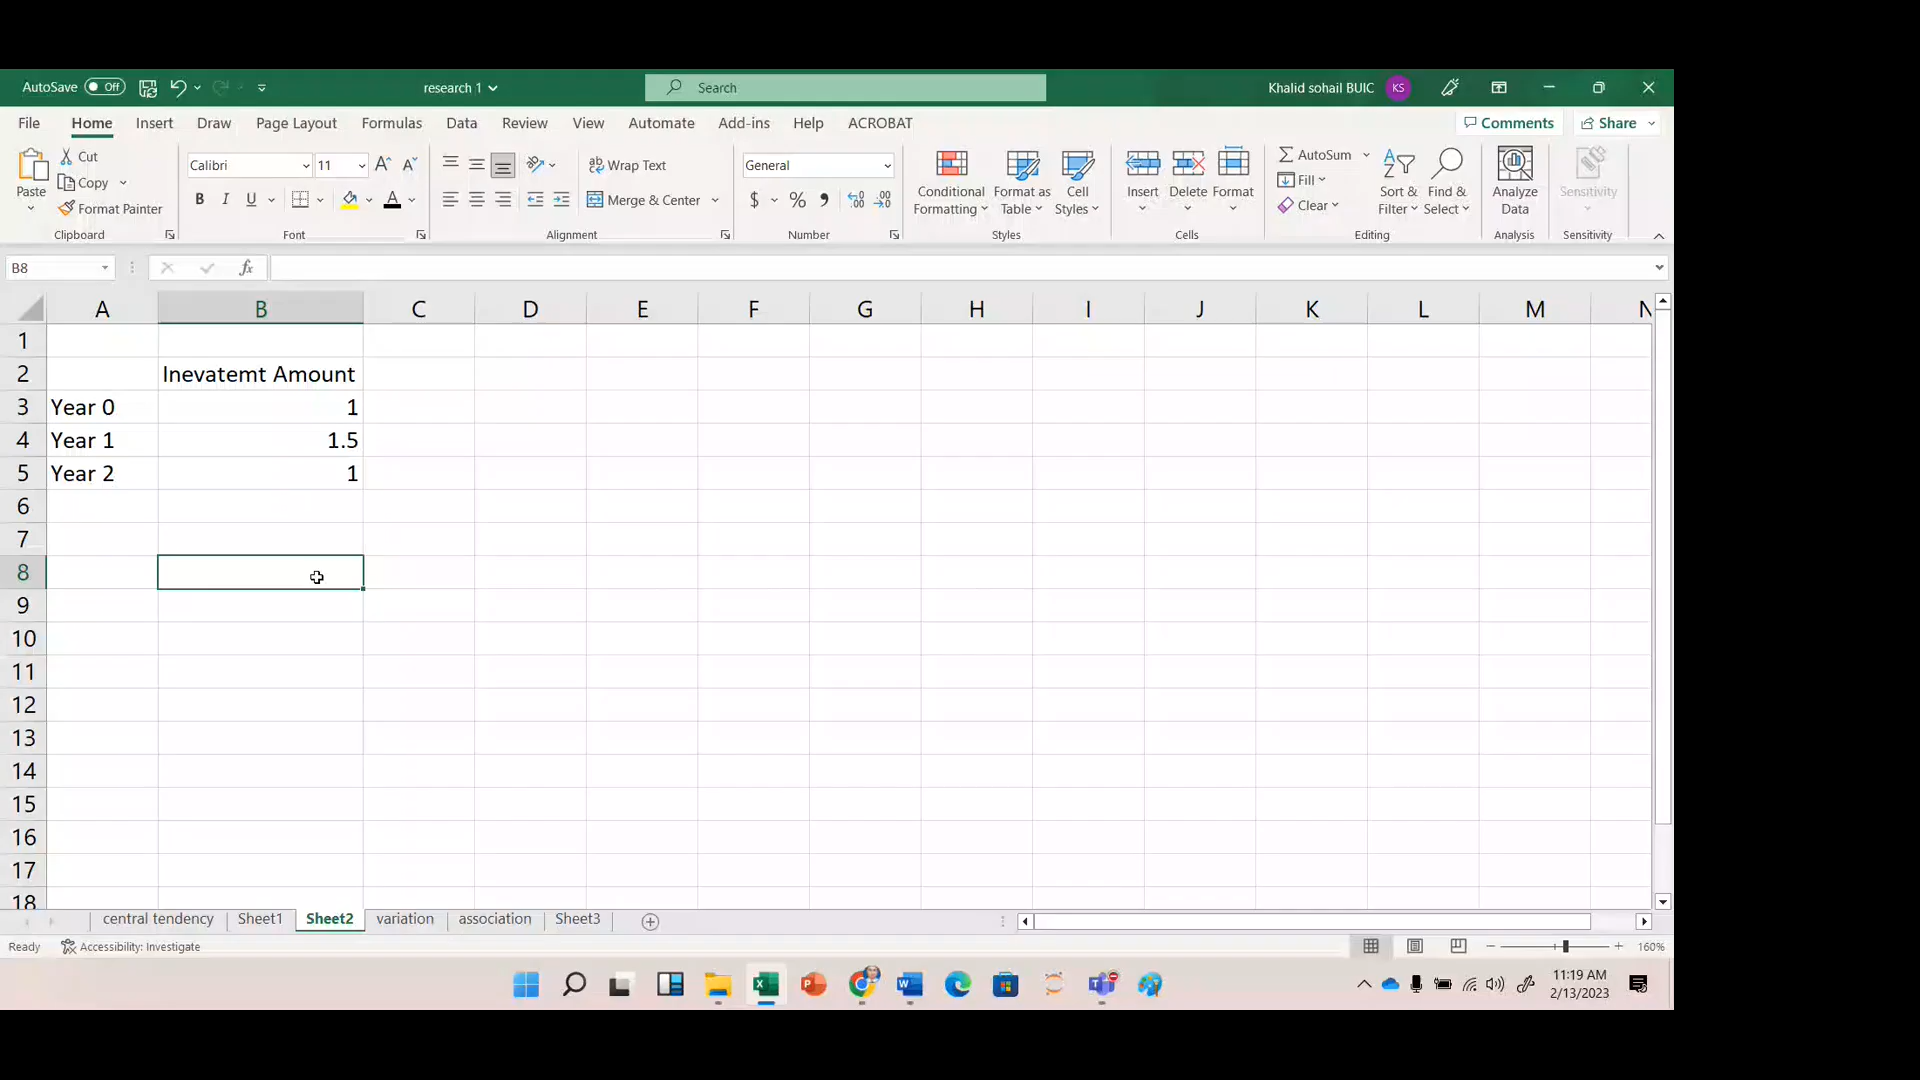 AutoSave Off research 1 Search Khalid sohail BUIC KS
File Home Insert Draw Page Layout Formulas Data Review View Automate Add-ins Help ACROBAT Comments Share
Paste Cut Copy Format Painter Clipboard
Calibri 11 B I U Font
Wrap Text Merge & Center Alignment
General $ % Number
Conditional Formatting Format as Table Cell Styles Styles
Insert Delete Format Cells
AutoSum Fill Clear Sort & Filter Find & Select Editing
Analyze Data Analysis
Sensitivity Sensitivity
B8 fx
A B C D E F G H I J K L M N
1
2 Inevatemt Amount
3 Year 0 1
4 Year 1 1.5
5 Year 2 1
6
7
8
9
10
11
12
13
14
15
16
17
18
central tendency Sheet1 Sheet2 variation association Sheet3
Ready Accessibility: Investigate 160%
11:19 AM
2/13/2023